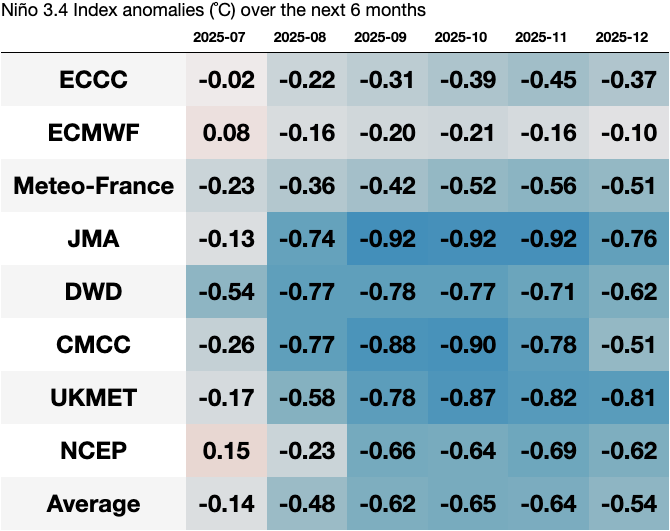 Niño 3.4 Index anomalies (°C) over the next 6 months
2025-07 2025-08 2025-09 2025-10 2025-11 2025-12
ECCC -0.02 -0.22 -0.31 -0.39 -0.45 -0.37
ECMWF 0.08 -0.16 -0.20 -0.21 -0.16 -0.10
Meteo-France -0.23 -0.36 -0.42 -0.52 -0.56 -0.51
JMA -0.13 -0.74 -0.92 -0.92 -0.92 -0.76
DWD -0.54 -0.77 -0.78 -0.77 -0.71 -0.62
CMCC -0.26 -0.77 -0.88 -0.90 -0.78 -0.51
UKMET -0.17 -0.58 -0.78 -0.87 -0.82 -0.81
NCEP 0.15 -0.23 -0.66 -0.64 -0.69 -0.62
Average -0.14 -0.48 -0.62 -0.65 -0.64 -0.54